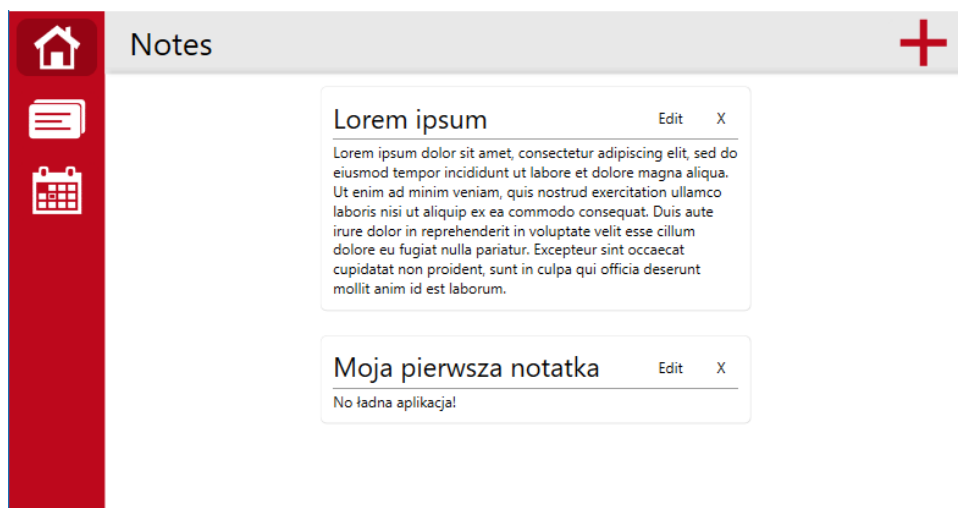 Notes
Lorem ipsum Edit X
Lorem ipsum dolor sit amet, consectetur adipiscing elit, sed do
eiusmod tempor incididunt ut labore et dolore magna aliqua.
Ut enim ad minim veniam, quis nostrud exercitation ullamco
laboris nisi ut aliquip ex ea commodo consequat. Duis aute
irure dolor in reprehenderit in voluptate velit esse cillum
dolore eu fugiat nulla pariatur. Excepteur sint occaecat
cupidatat non proident, sunt in culpa qui officia deserunt
mollit anim id est laborum.
Moja pierwsza notatka Edit X
No ładna aplikacja!